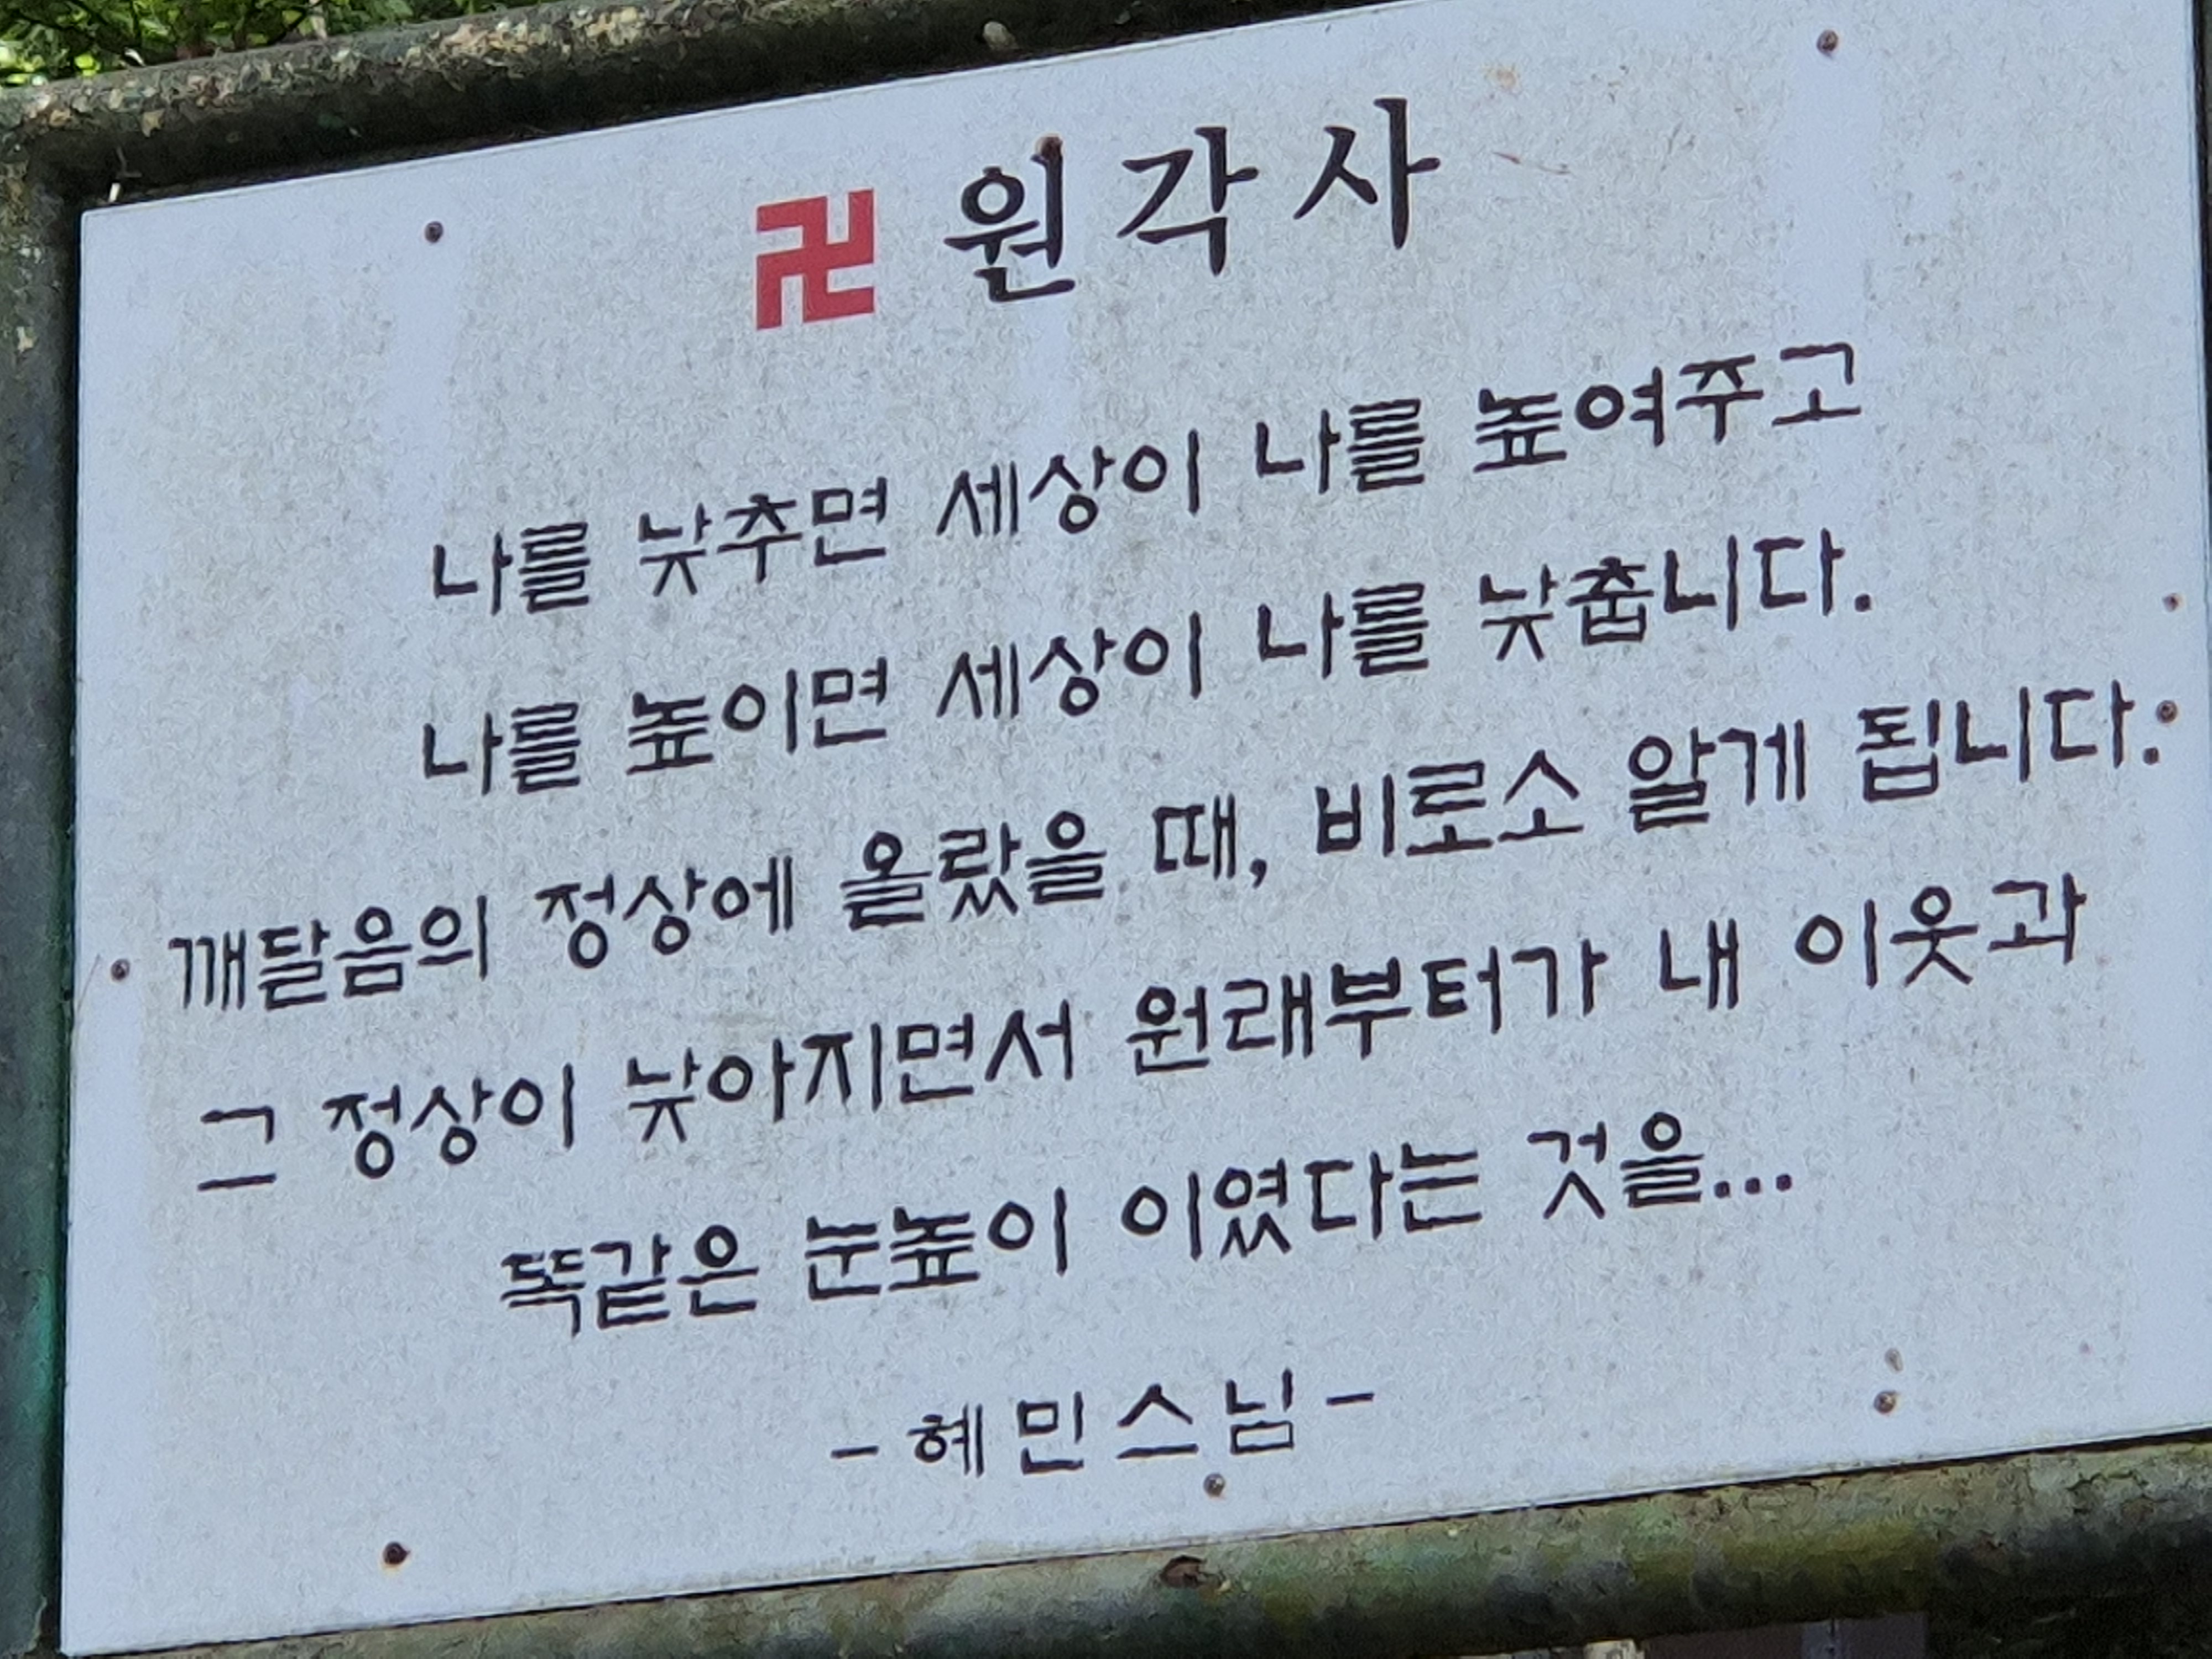 卍 원각사
나를 낮추면 세상이 나를 높여주고
나를 높이면 세상이 나를 낮춥니다.
깨달음의 정상에 올랐을 때, 비로소 알게 됩니다.
그 정상이 낮아지면서 원래부터가 내 이웃과
똑같은 눈높이 이였다는 것을...
- 혜민스님 -